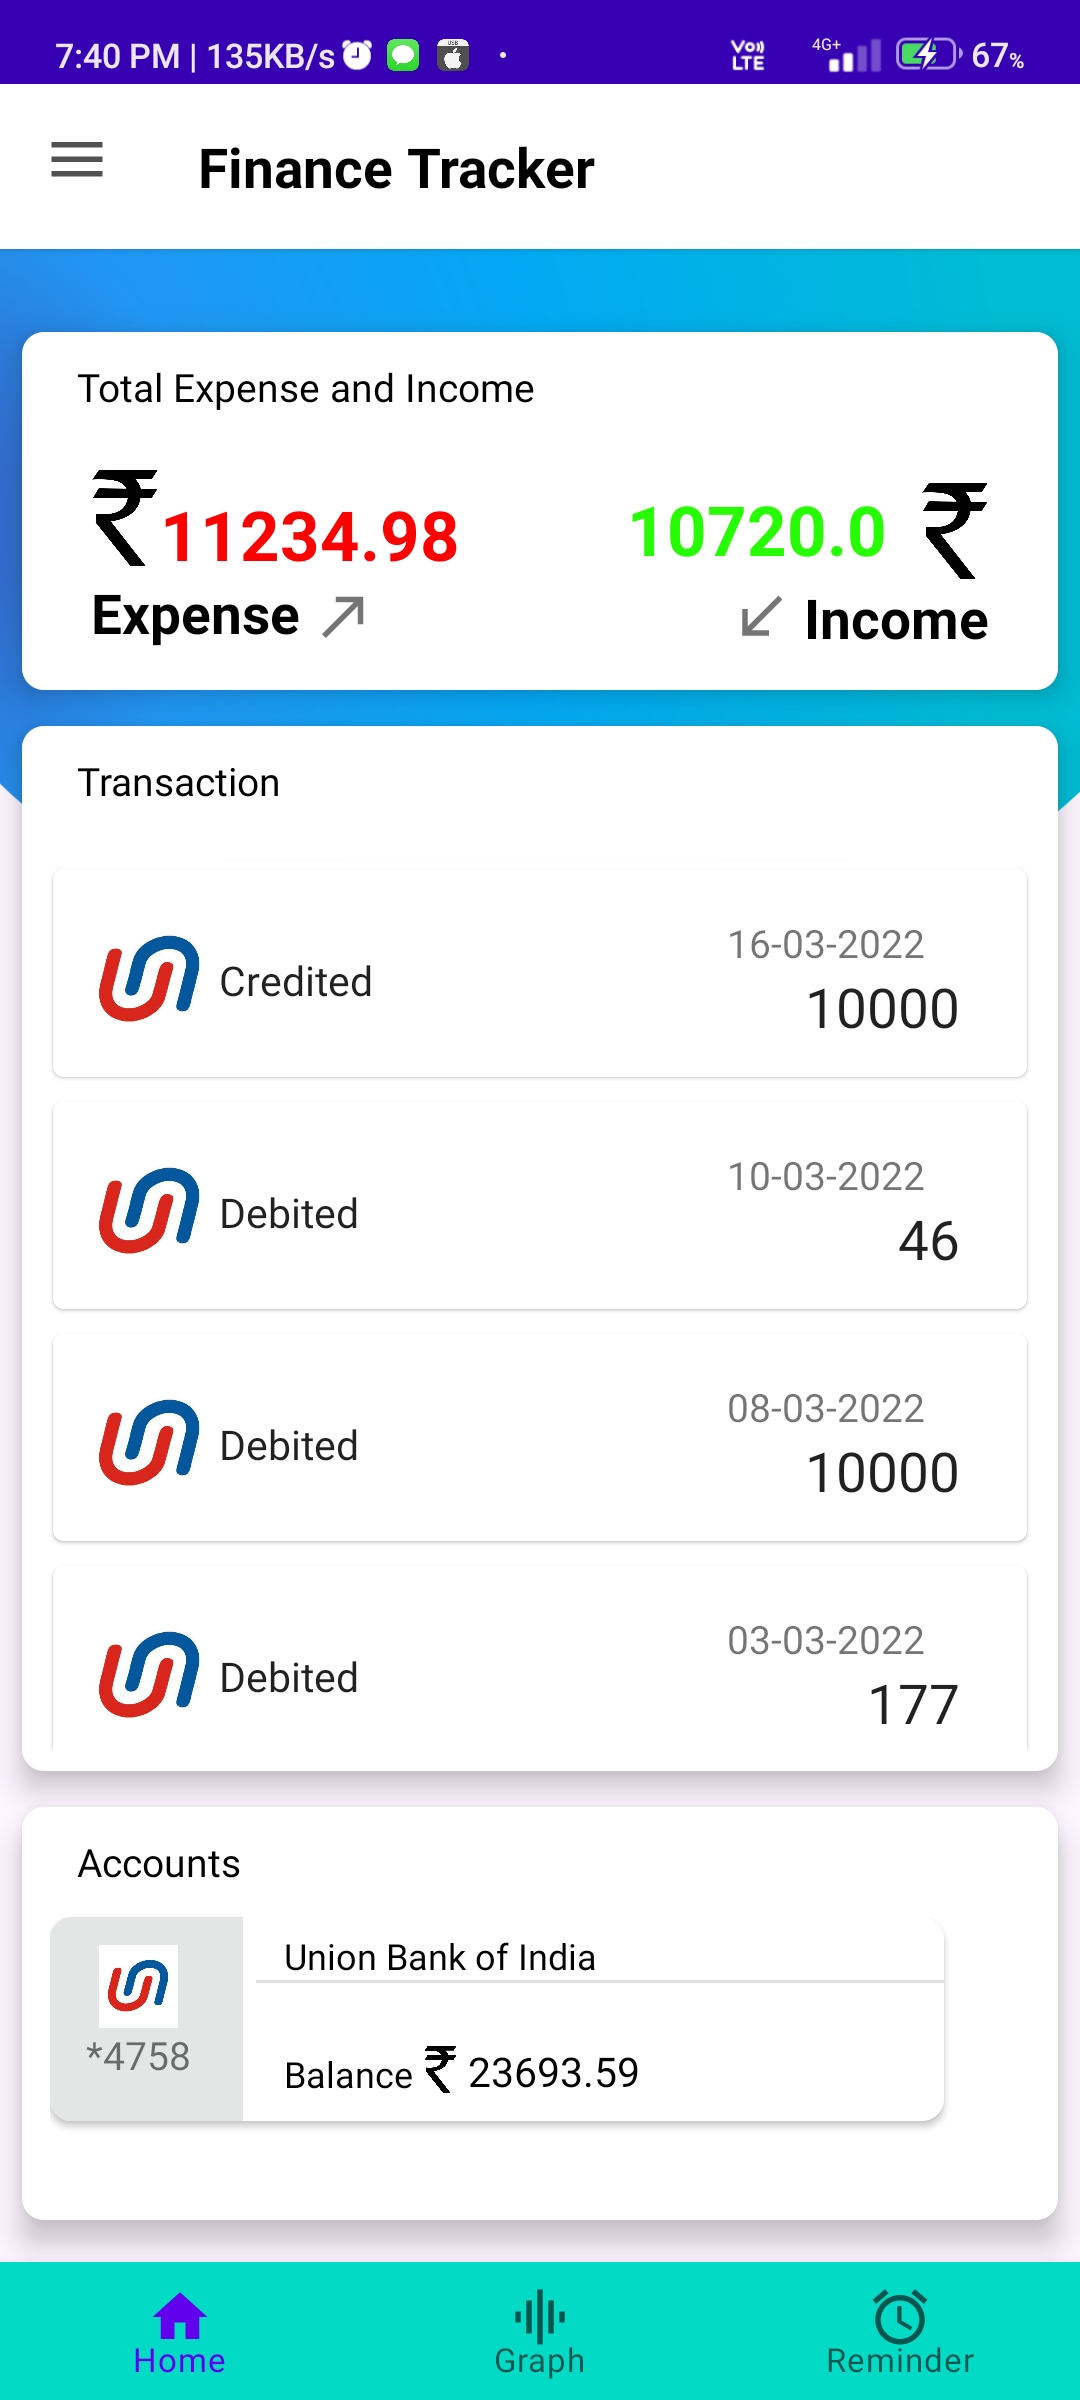 7:40 PM | 135KB/s
Vo)) LTE 4G+ 67%
Finance Tracker
Total Expense and Income
₹ 11234.98 10720.0 ₹
Expense Income
Transaction
16-03-2022
Credited 10000
10-03-2022
Debited 46
08-03-2022
Debited 10000
03-03-2022
Debited 177
Accounts
Union Bank of India
*4758
Balance ₹ 23693.59
Home Graph Reminder